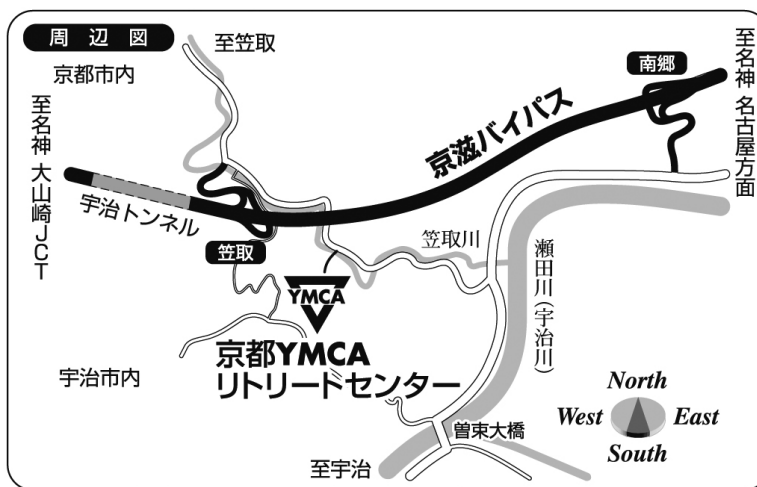 周辺図
至笠取
京都市内
至名神 大山崎JCT
宇治トンネル
笠取
京滋バイパス
南郷
至名神 名古屋方面
笠取川
瀬田川(宇治川)
YMCA
京都YMCA
リトリートセンター
宇治市内
至宇治
曽束大橋
North
West
East
South